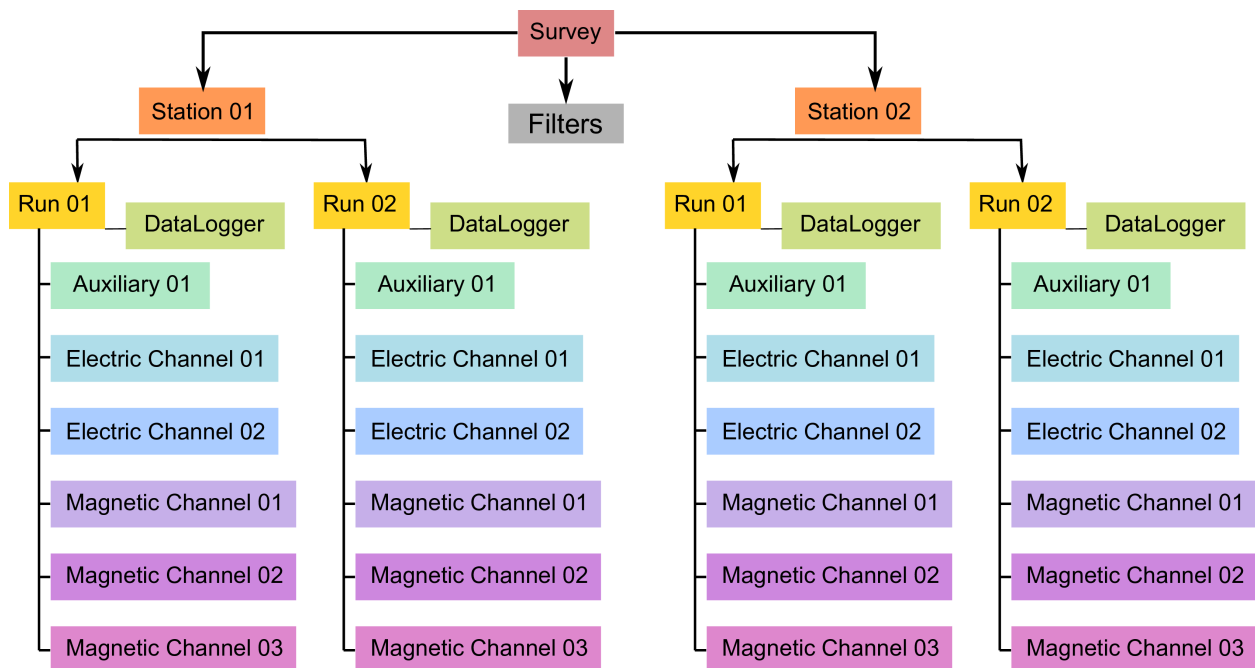 Survey
Station 01
Filters
Station 02
Run 01
DataLogger
Auxiliary 01
Electric Channel 01
Electric Channel 02
Magnetic Channel 01
Magnetic Channel 02
Magnetic Channel 03
Run 02
DataLogger
Auxiliary 01
Electric Channel 01
Electric Channel 02
Magnetic Channel 01
Magnetic Channel 02
Magnetic Channel 03
Run 01
DataLogger
Auxiliary 01
Electric Channel 01
Electric Channel 02
Magnetic Channel 01
Magnetic Channel 02
Magnetic Channel 03
Run 02
DataLogger
Auxiliary 01
Electric Channel 01
Electric Channel 02
Magnetic Channel 01
Magnetic Channel 02
Magnetic Channel 03